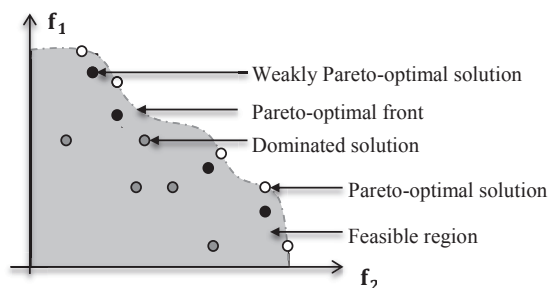 f1
Weakly Pareto-optimal solution
Pareto-optimal front
Dominated solution
Pareto-optimal solution
Feasible region
f2